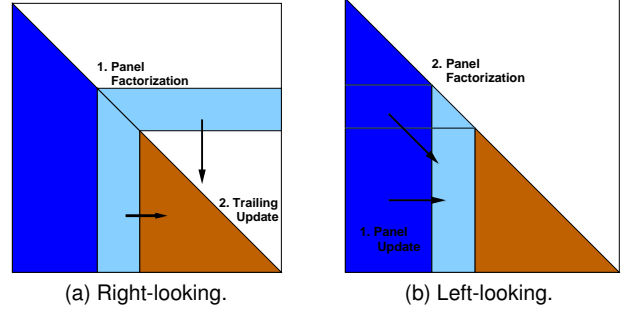 1. Panel
Factorization
2. Trailing
Update
(a) Right-looking.
2. Panel
Factorization
1. Panel
Update
(b) Left-looking.